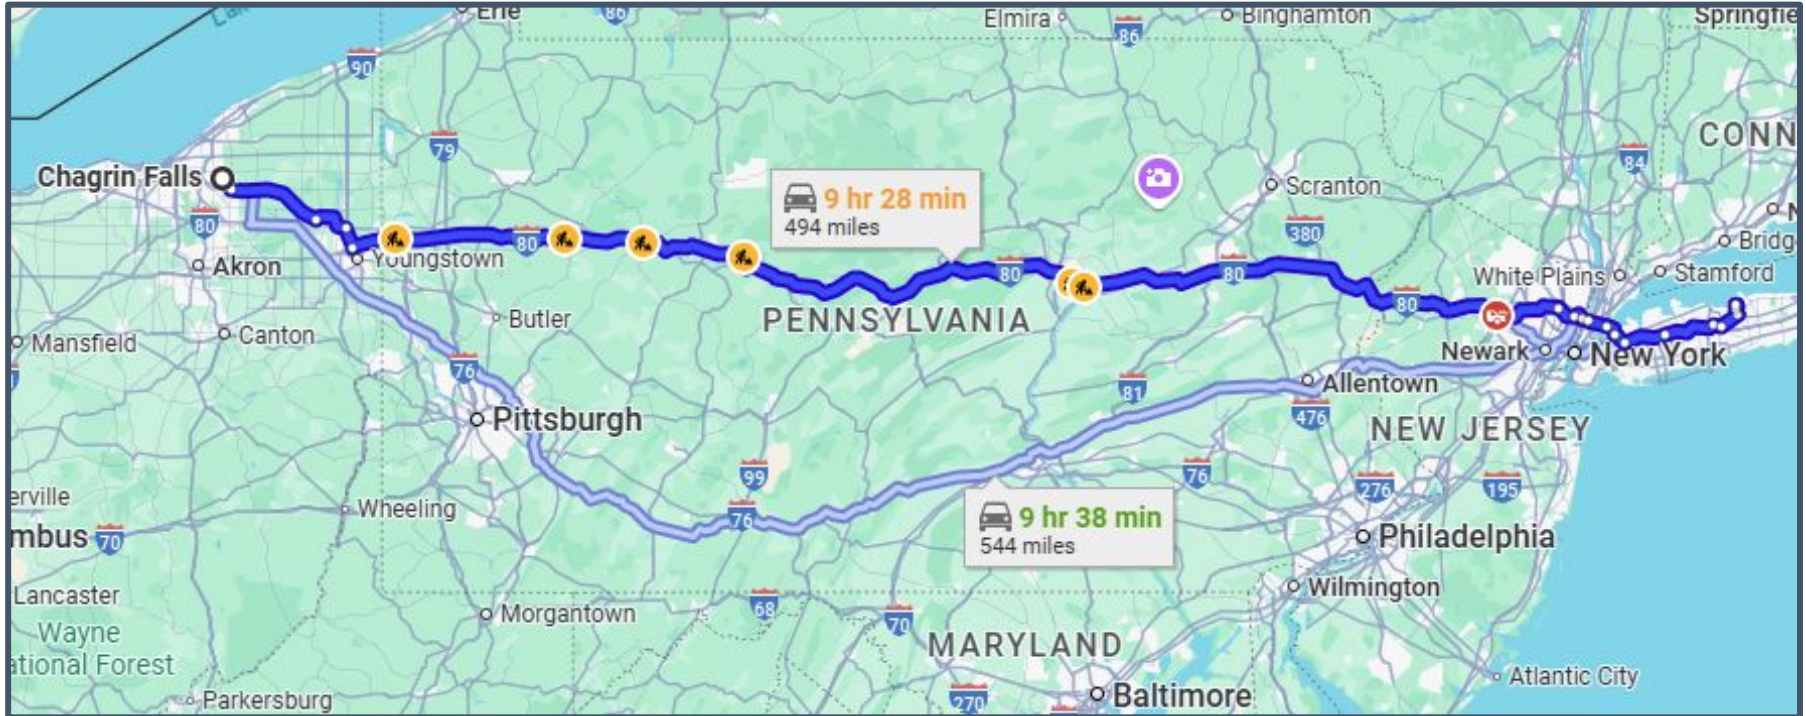 Erie
86
Elmira
86
Binghamton
Springfie
90
CONN
79
84
Chagrin Falls
9 hr 28 min
494 miles
Scranton
80
380
80
Bridg
Akron
Youngstown
80
80
White Plains
Stamford
80
Butler
PENNSYLVANIA
Mansfield
Canton
Newark
New York
76
81
Allentown
476
Pittsburgh
NEW JERSEY
99
76
276
195
erville
Wheeling
76
9 hr 38 min
544 miles
mbus
70
Philadelphia
Wilmington
Lancaster
Morgantown
68
70
Wayne
ational Forest
MARYLAND
Atlantic City
Parkersburg
270
Baltimore